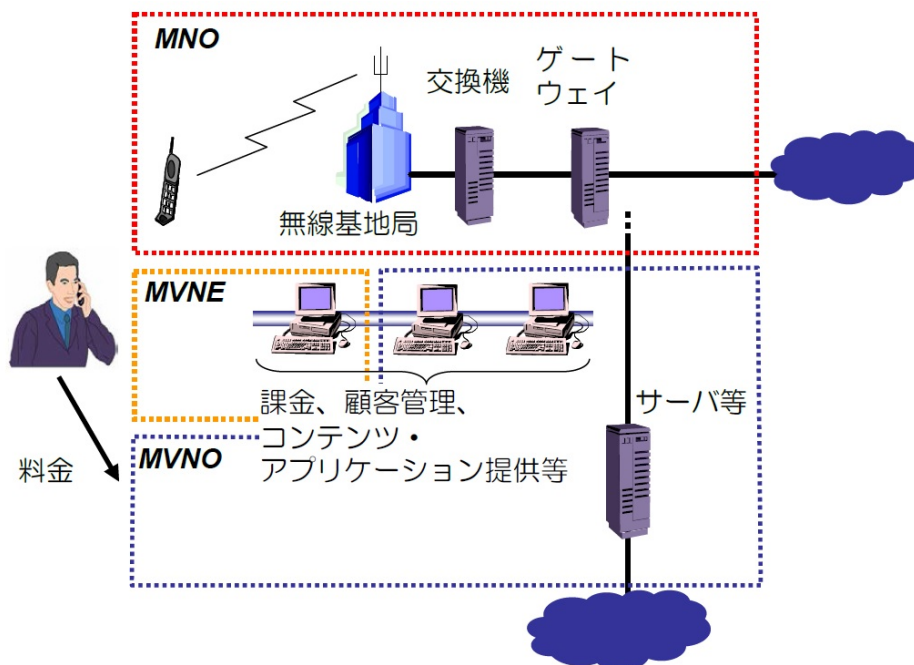 MNO
交換機
ゲート
ウェイ
無線基地局
MVNE
課金、顧客管理、
コンテンツ・
アプリケーション提供等
サーバ等
MVNO
料金